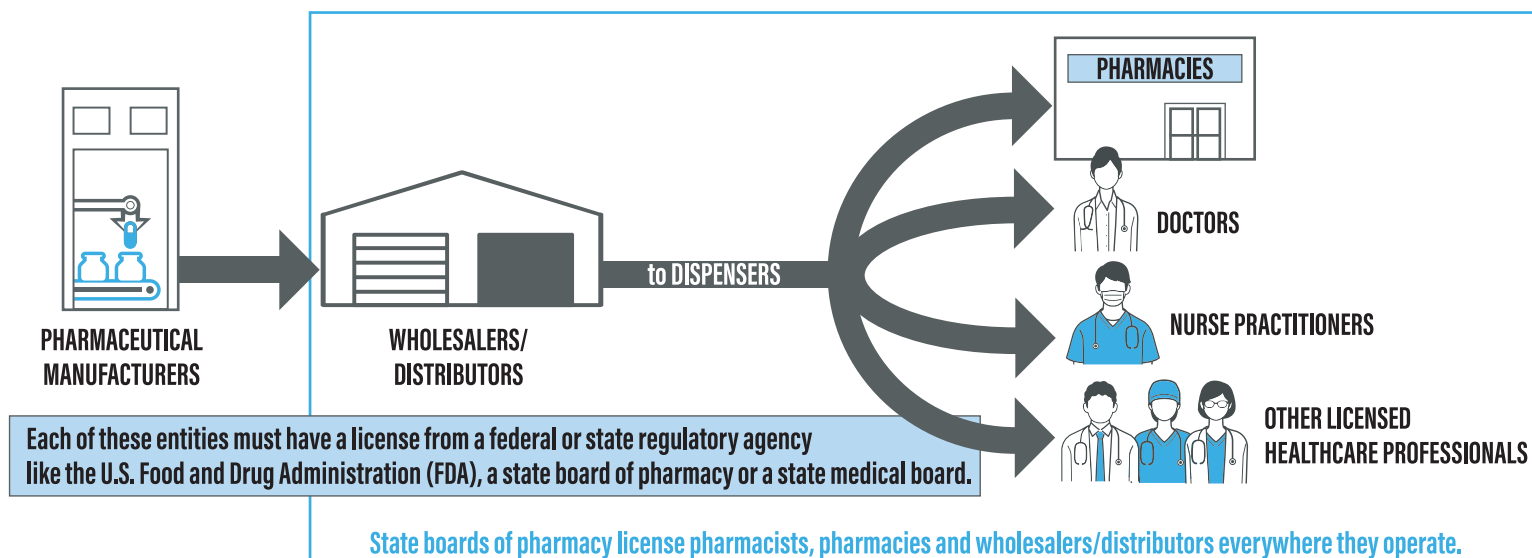 PHARMACIES
DOCTORS
to DISPENSERS
NURSE PRACTITIONERS
PHARMACEUTICAL
MANUFACTURERS
WHOLESALERS/
DISTRIBUTORS
OTHER LICENSED
HEALTHCARE PROFESSIONALS
Each of these entities must have a license from a federal or state regulatory agency
like the U.S. Food and Drug Administration (FDA), a state board of pharmacy or a state medical board.
State boards of pharmacy license pharmacists, pharmacies and wholesalers/distributors everywhere they operate.